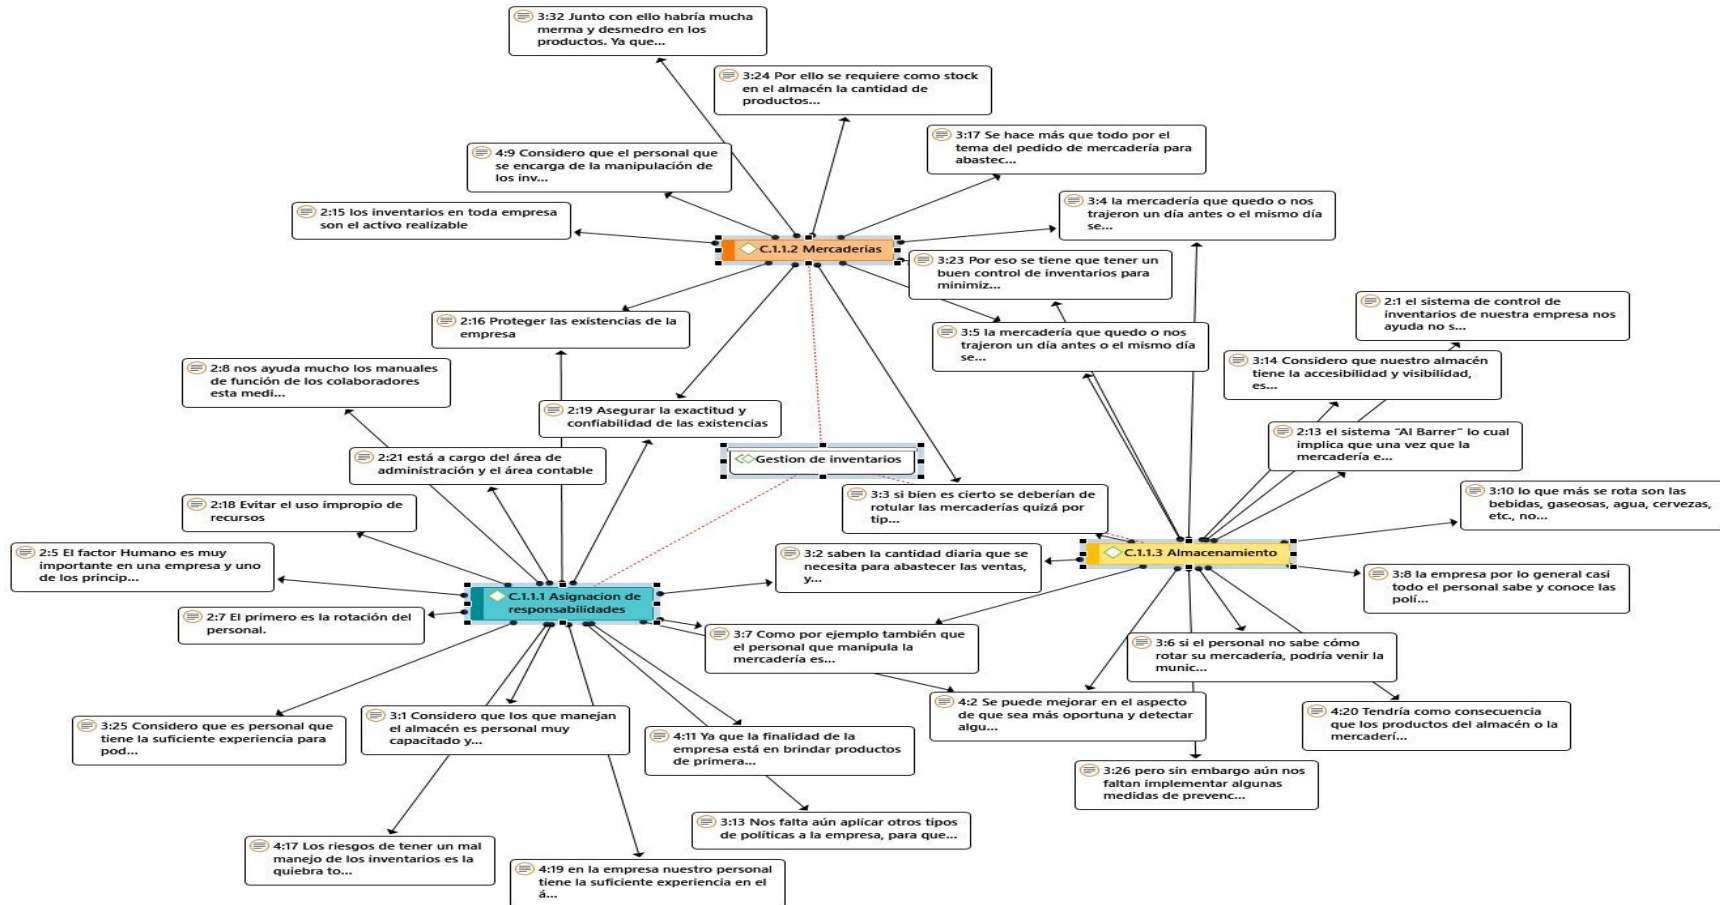 3:32 Junto con ello habría mucha
merma y desmedro en los
productos. Ya que...
3:24 Por ello se requiere como stock
en el almacén la cantidad de
productos...
3:17 Se hace más que todo por el
tema del pedido de mercadería para
abastec...
4:9 Considero que el personal que
se encarga de la manipulación de
los inv...
3:4 la mercadería que quedo o nos
trajeron un día antes o el mismo día
se...
2:15 los inventarios en toda empresa
son el activo realizable
C.1.1.2 Mercaderias
3:23 Por eso se tiene que tener un
buen control de inventarios para
minimiz...
2:1 el sistema de control de
inventarios de nuestra empresa nos
ayuda no s...
2:16 Proteger las existencias de la
empresa
3:5 la mercadería que quedo o nos
trajeron un día antes o el mismo día
se...
3:14 Considero que nuestro almacén
tiene la accesibilidad y visibilidad,
es...
2:8 nos ayuda mucho los manuales
de función de los colaboradores
esta medi...
2:19 Asegurar la exactitud y
confiabilidad de las existencias
2:13 el sistema “Al Barrer” lo cual
implica que una vez que la
mercadería e...
2:21 está a cargo del área de
administración y el área contable
Gestion de inventarios
3:3 si bien es cierto se deberían de
rotular las mercaderías quizá por
tip...
3:10 lo que más se rota son las
bebidas, gaseosas, agua, cervezas,
etc., no...
2:18 Evitar el uso impropio de
recursos
2:5 El factor Humano es muy
importante en una empresa y uno
de los princip...
3:2 saben la cantidad diaria que se
necesita para abastecer las ventas,
y...
C.1.1.3 Almacenamiento
3:8 la empresa por lo general casi
todo el personal sabe y conoce las
polí...
C.1.1.1 Asignacion de
responsabilidades
2:7 El primero es la rotación del
personal.
3:7 Como por ejemplo también que
el personal que manipula la
mercadería es...
3:6 si el personal no sabe cómo
rotar su mercadería, podría venir la
munic...
4:2 Se puede mejorar en el aspecto
de que sea más oportuna y detectar
algu...
4:20 Tendría como consecuencia
que los productos del almacén o la
mercaderí...
3:25 Considero que es personal que
tiene la suficiente experiencia para
pod...
3:1 Considero que los que manejan
el almacén es personal muy
capacitado y...
4:11 Ya que la finalidad de la
empresa está en brindar productos
de primera...
3:26 pero sin embargo aún nos
faltan implementar algunas
medidas de prevenc...
3:13 Nos falta aún aplicar otros tipos
de políticas a la empresa, para que...
4:17 Los riesgos de tener un mal
manejo de los inventarios es la
quiebra to...
4:19 en la empresa nuestro personal
tiene la suficiente experiencia en el
á...